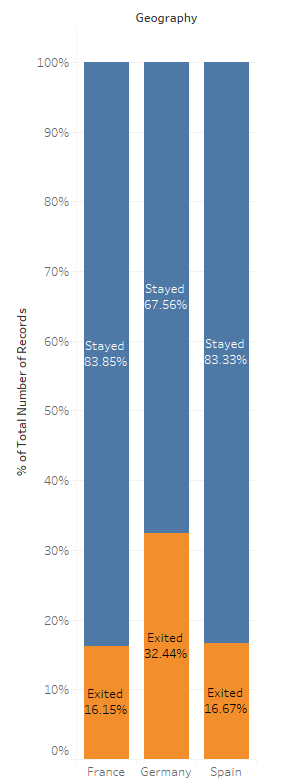 Geography
100%
90%
80%
70%
60%
50%
40%
30%
20%
10%
0%
% of Total Number of Records
Stayed
83.85%
Exited
16.15%
Stayed
67.56%
Exited
32.44%
Stayed
83.33%
Exited
16.67%
France
Germany
Spain